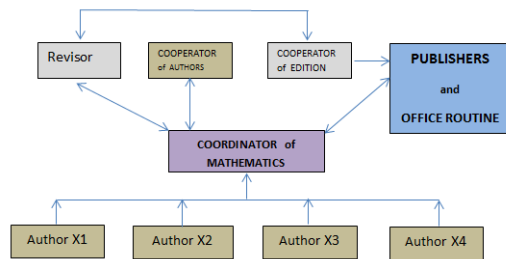 Revisor
COOPERATOR
of AUTHORS
COOPERATOR
of EDITION
PUBLISHERS
and
OFFICE ROUTINE
COORDINATOR of
MATHEMATICS
Author X1
Author X2
Author X3
Author X4